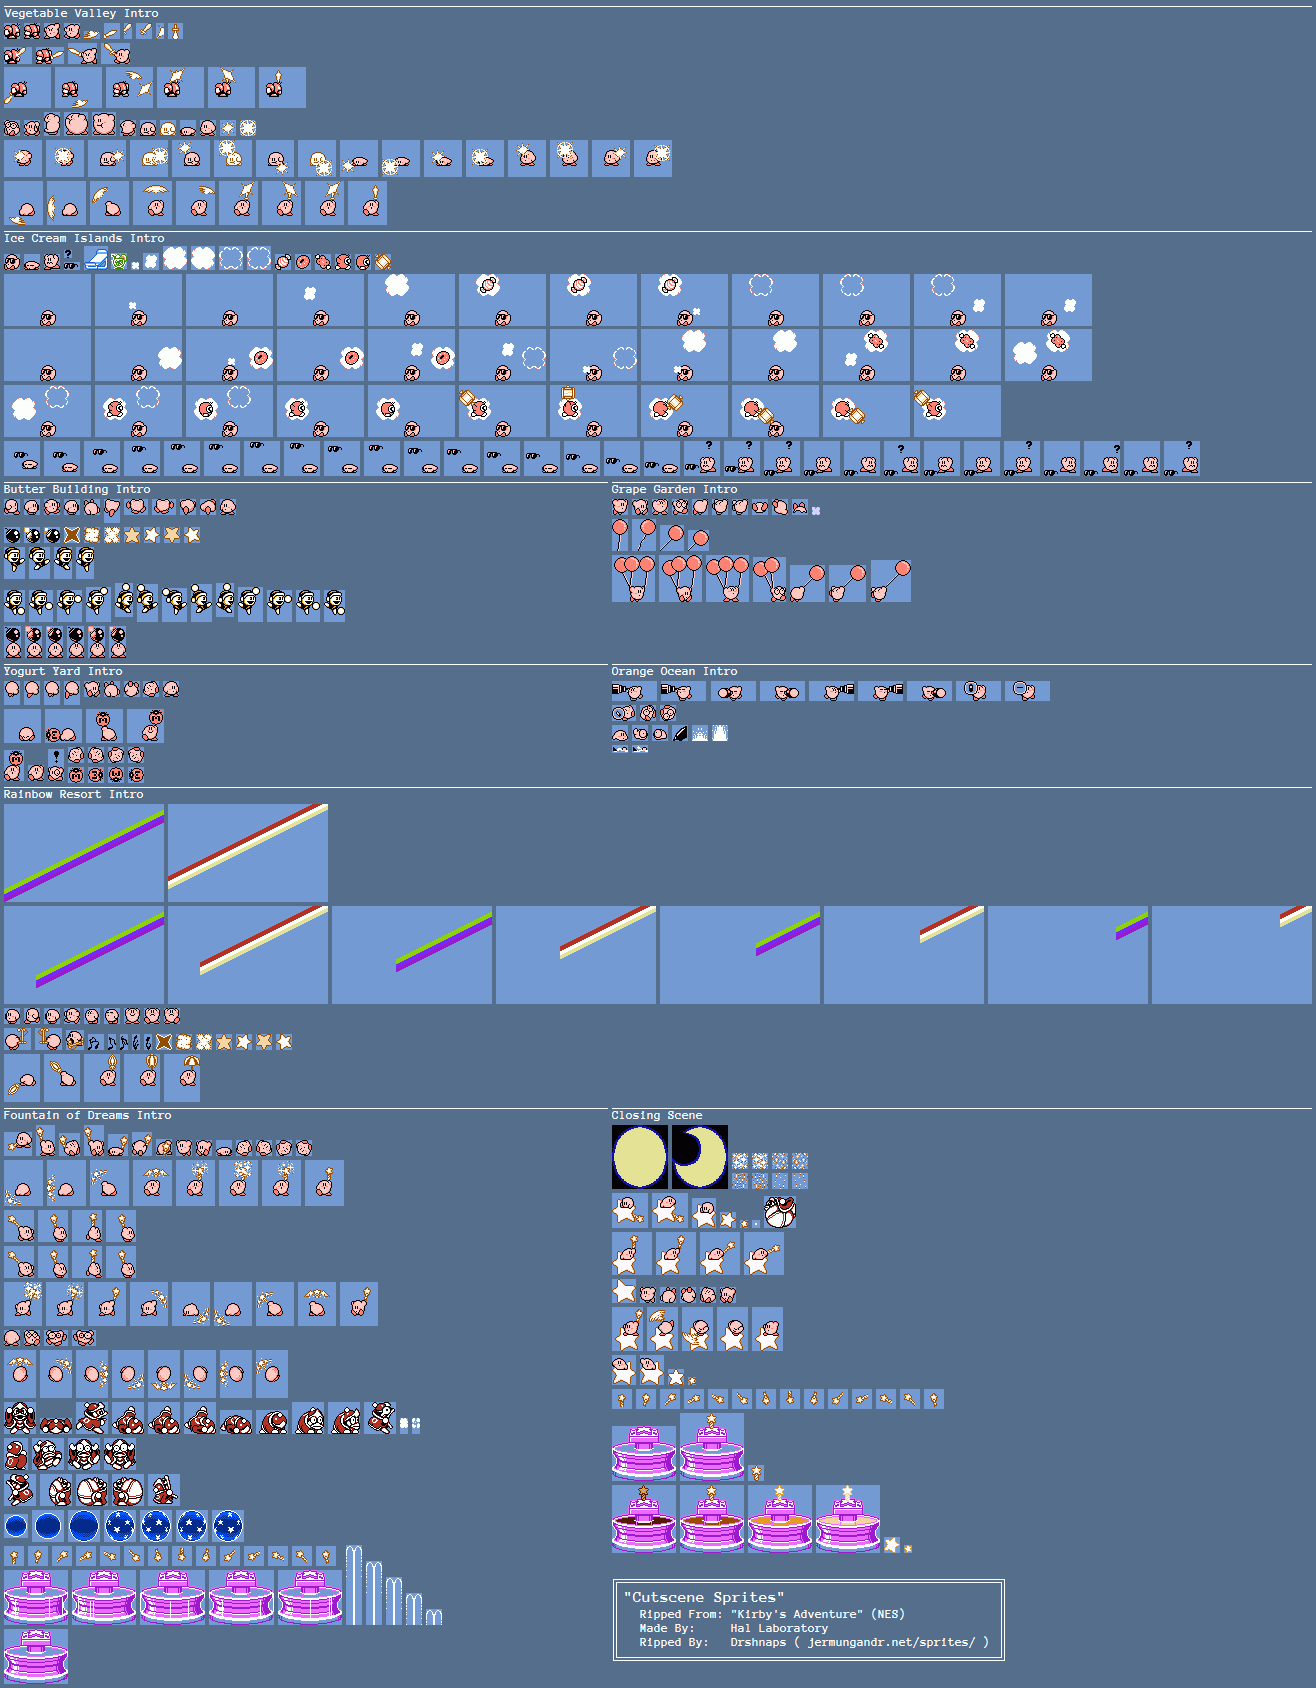 Vegetable Valley Intro
Ice Cream Islands Intro
Butter Building Intro
Grape Garden Intro
Yogurt Yard Intro
Orange Ocean Intro
Rainbow Resort Intro
Fountain of Dreams Intro
Closing Scene
"Cutscene Sprites"
Ripped From: "Kirby's Adventure" (NES)
Made By: Hal Laboratory
Ripped By: Drshnaps ( jermungandr.net/sprites/ )